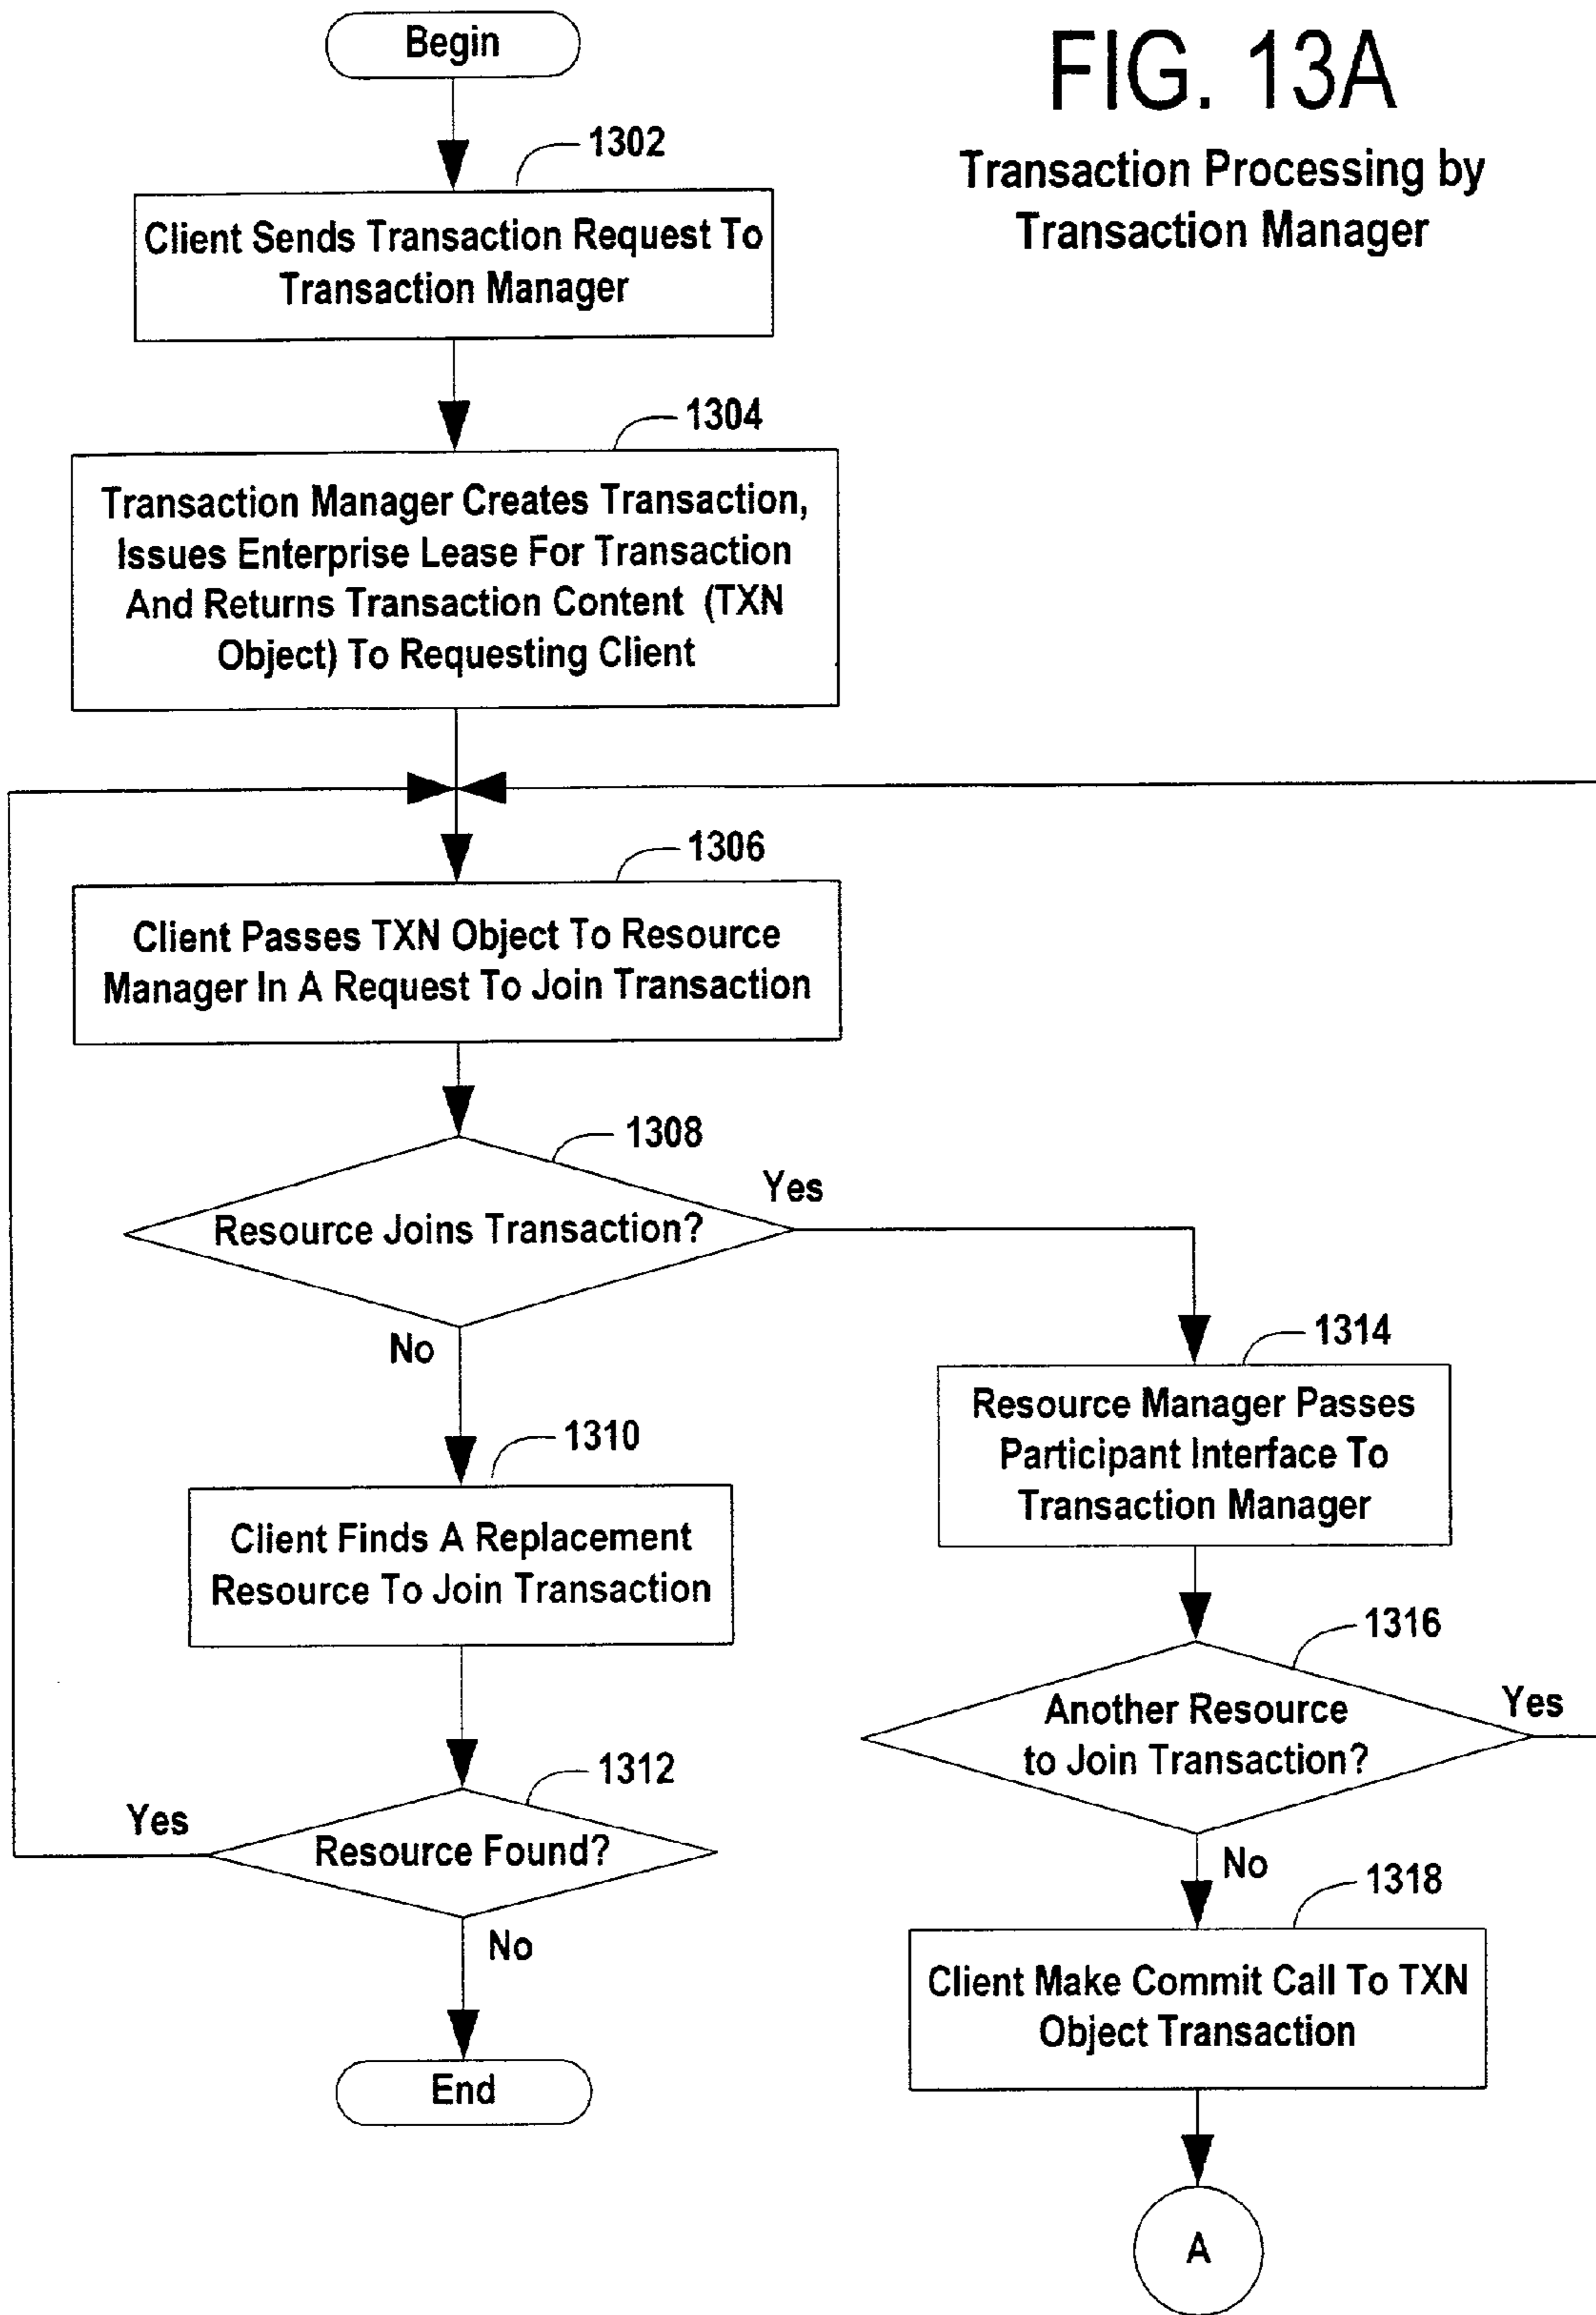 FIG. 13A
Transaction Processing by
Transaction Manager
Begin
1302
Client Sends Transaction Request To
Transaction Manager
1304
Transaction Manager Creates Transaction,
Issues Enterprise Lease For Transaction
And Returns Transaction Content (TXN
Object) To Requesting Client
1306
Client Passes TXN Object To Resource
Manager In A Request To Join Transaction
1308
Resource Joins Transaction?
Yes
No
1310
Client Finds A Replacement
Resource To Join Transaction
1312
Resource Found?
Yes
No
End
1314
Resource Manager Passes
Participant Interface To
Transaction Manager
1316
Another Resource
to Join Transaction?
Yes
No
1318
Client Make Commit Call To TXN
Object Transaction
A